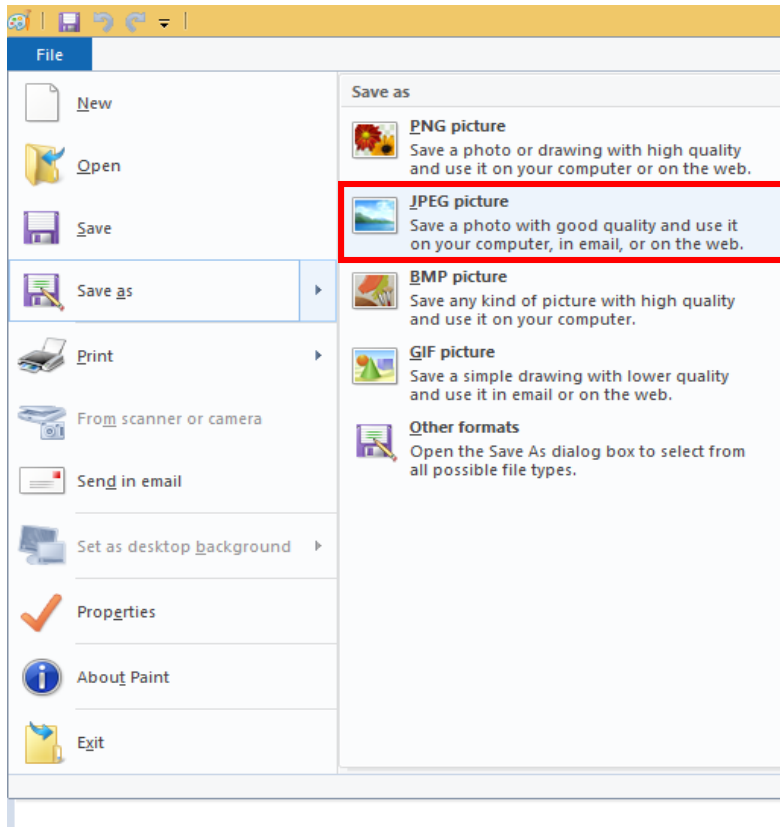 File
New
Open
Save
Save as
Print
From scanner or camera
Send in email
Set as desktop background
Properties
About Paint
Exit
Save as
PNG picture
Save a photo or drawing with high quality
and use it on your computer or on the web.
JPEG picture
Save a photo with good quality and use it
on your computer, in email, or on the web.
BMP picture
Save any kind of picture with high quality
and use it on your computer.
GIF picture
Save a simple drawing with lower quality
and use it in email or on the web.
Other formats
Open the Save As dialog box to select from
all possible file types.